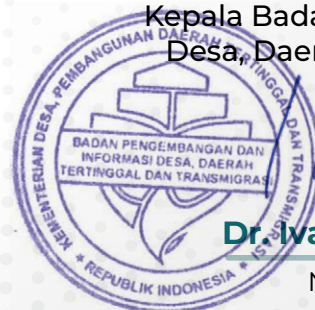 Kepala Bada
Desa, Daer
KEMENTERIAN DESA, PEMBANGUNAN DAERAH TERTINGGAL DAN TRANSMIGRASI
BADAN PENGEMBANGAN DAN
INFORMASI DESA, DAERAH
TERTINGGAL DAN TRANSMIGRASI
* REPUBLIK INDONESIA *
Dr. Iva
N